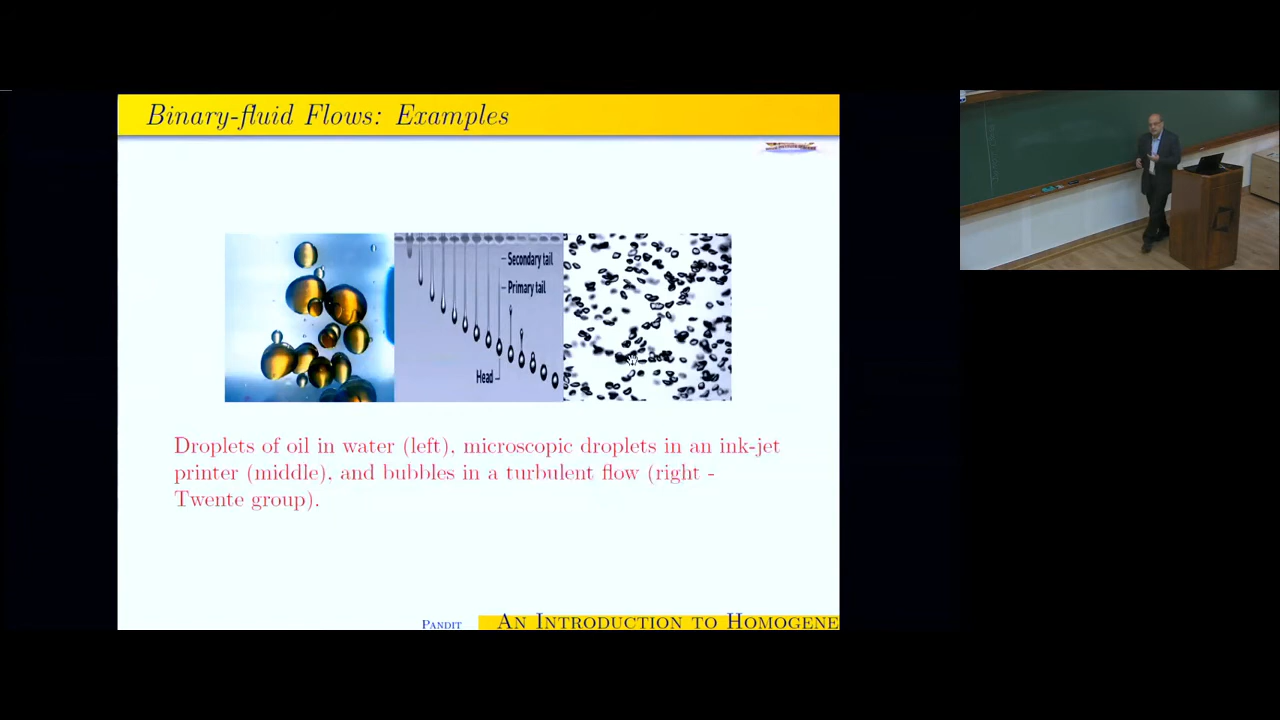 Binary-fluid Flows: Examples
Secondary tail
Primary tail
Head
Droplets of oil in water (left), microscopic droplets in an ink-jet
printer (middle), and bubbles in a turbulent flow (right -
Twente group).
Pandit
An Introduction to Homogene